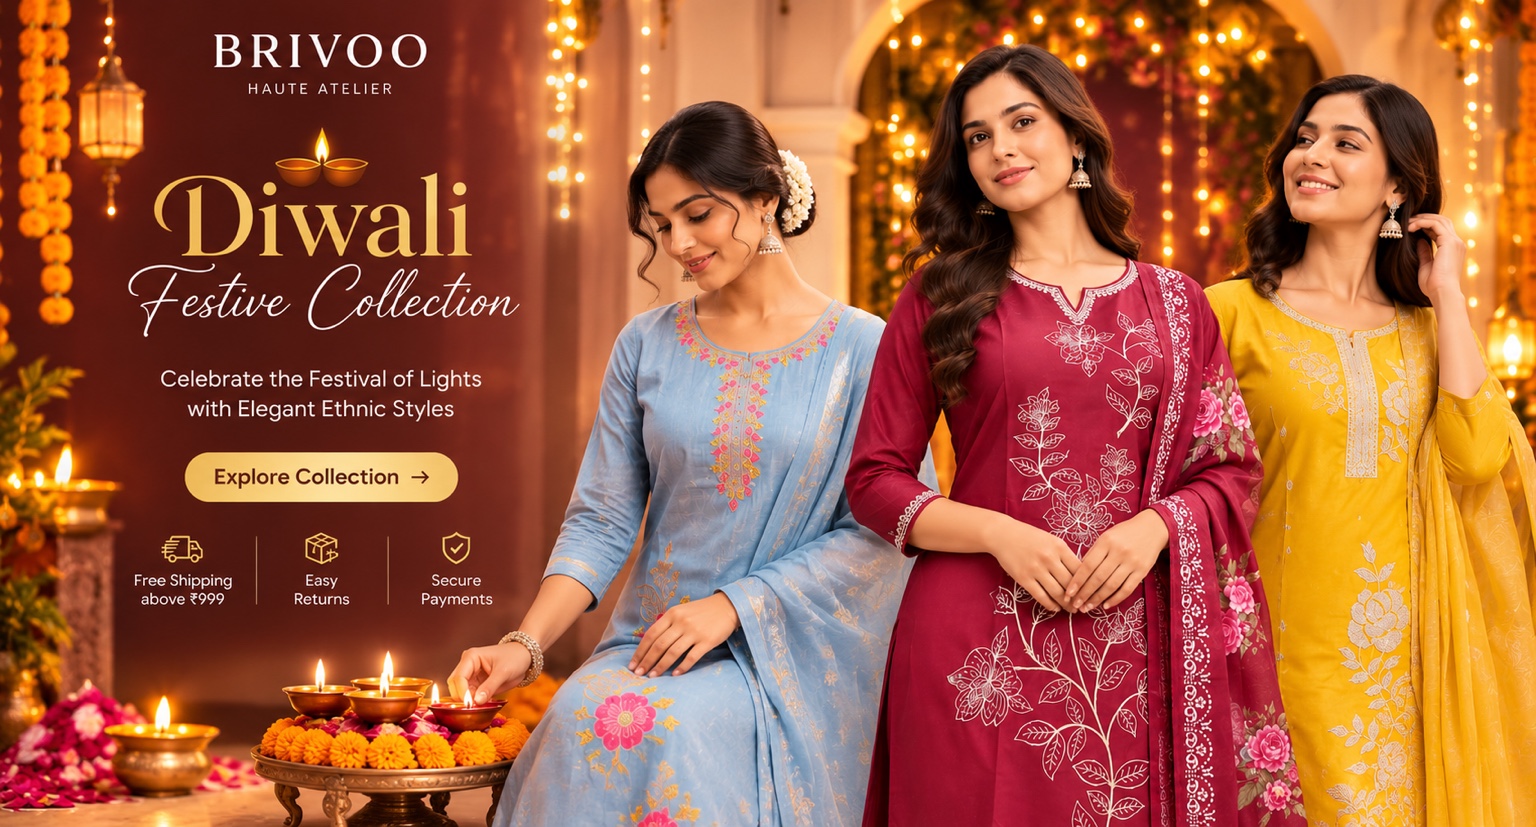 BRIVOO
HAUTE ATELIER
Diwali
Festive Collection
Celebrate the Festival of Lights
with Elegant Ethnic Styles
Explore Collection →
Free Shipping
above ₹999
Easy
Returns
Secure
Payments